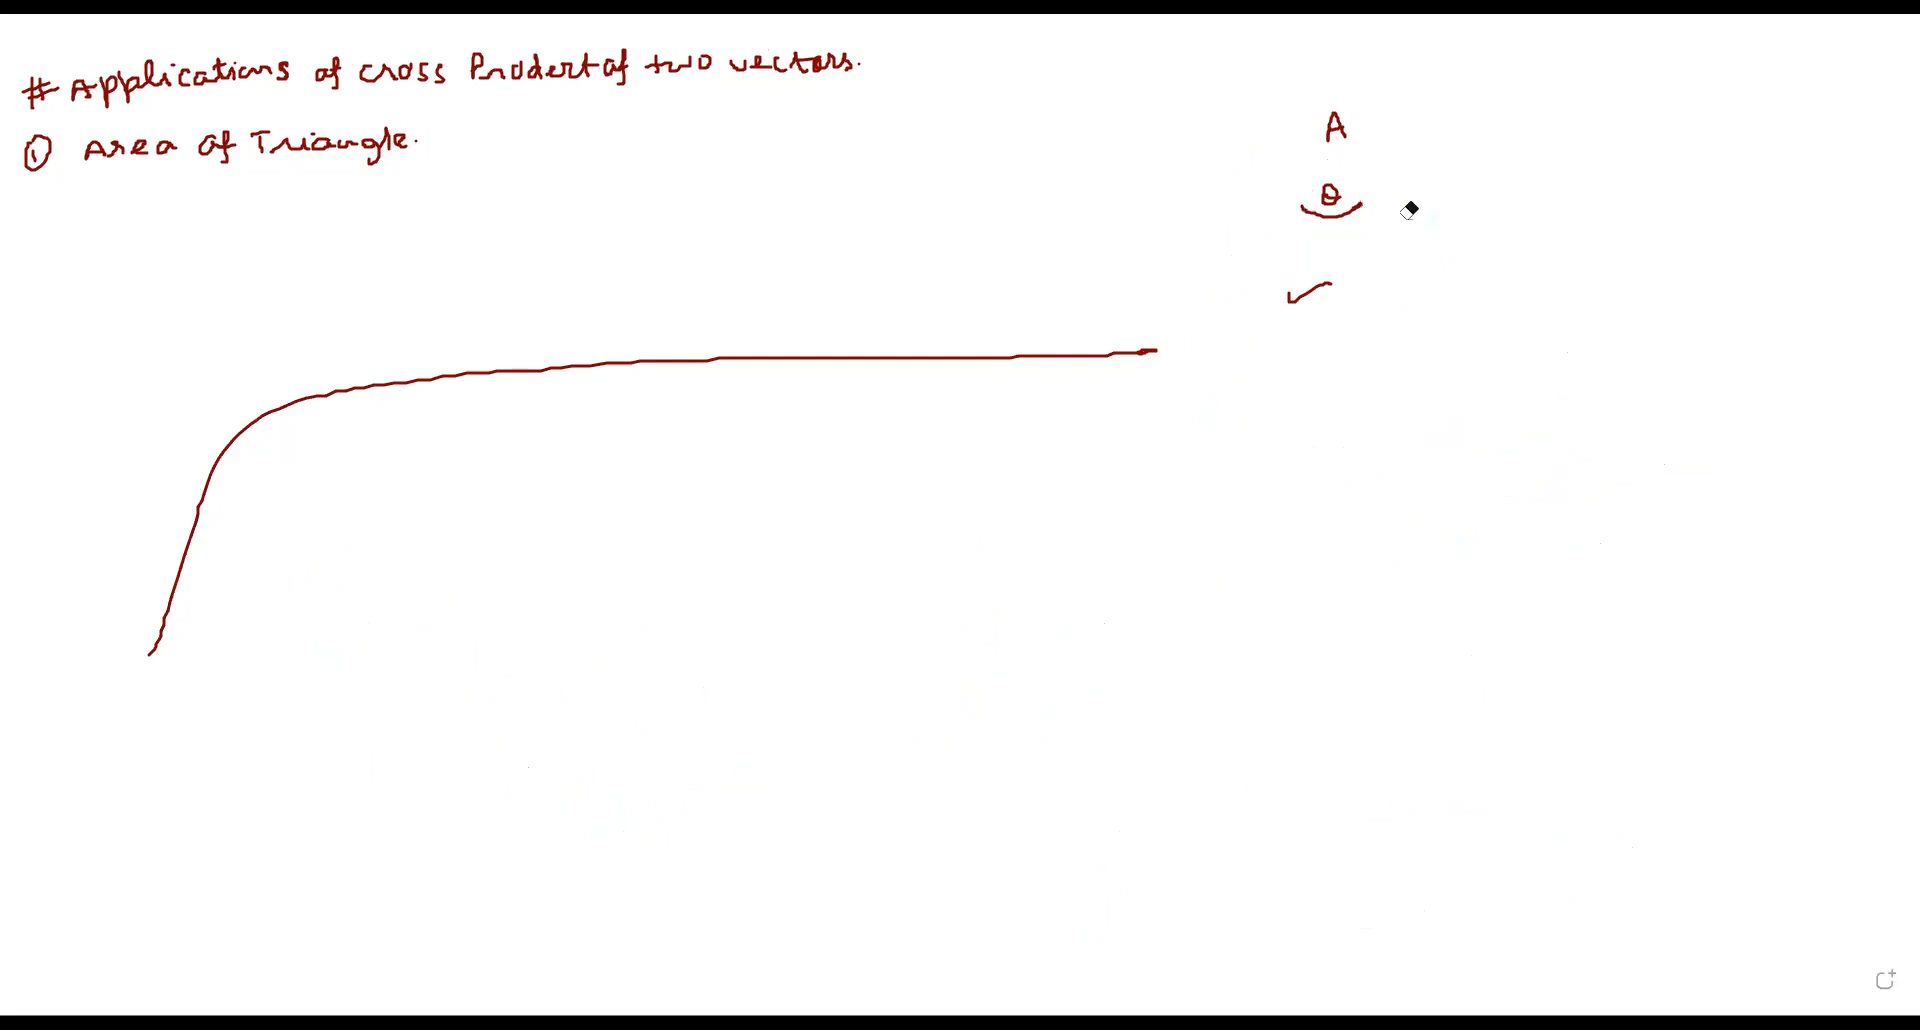 # Applications of cross Product of two vectors.
① Area of Triangle.
A
θ